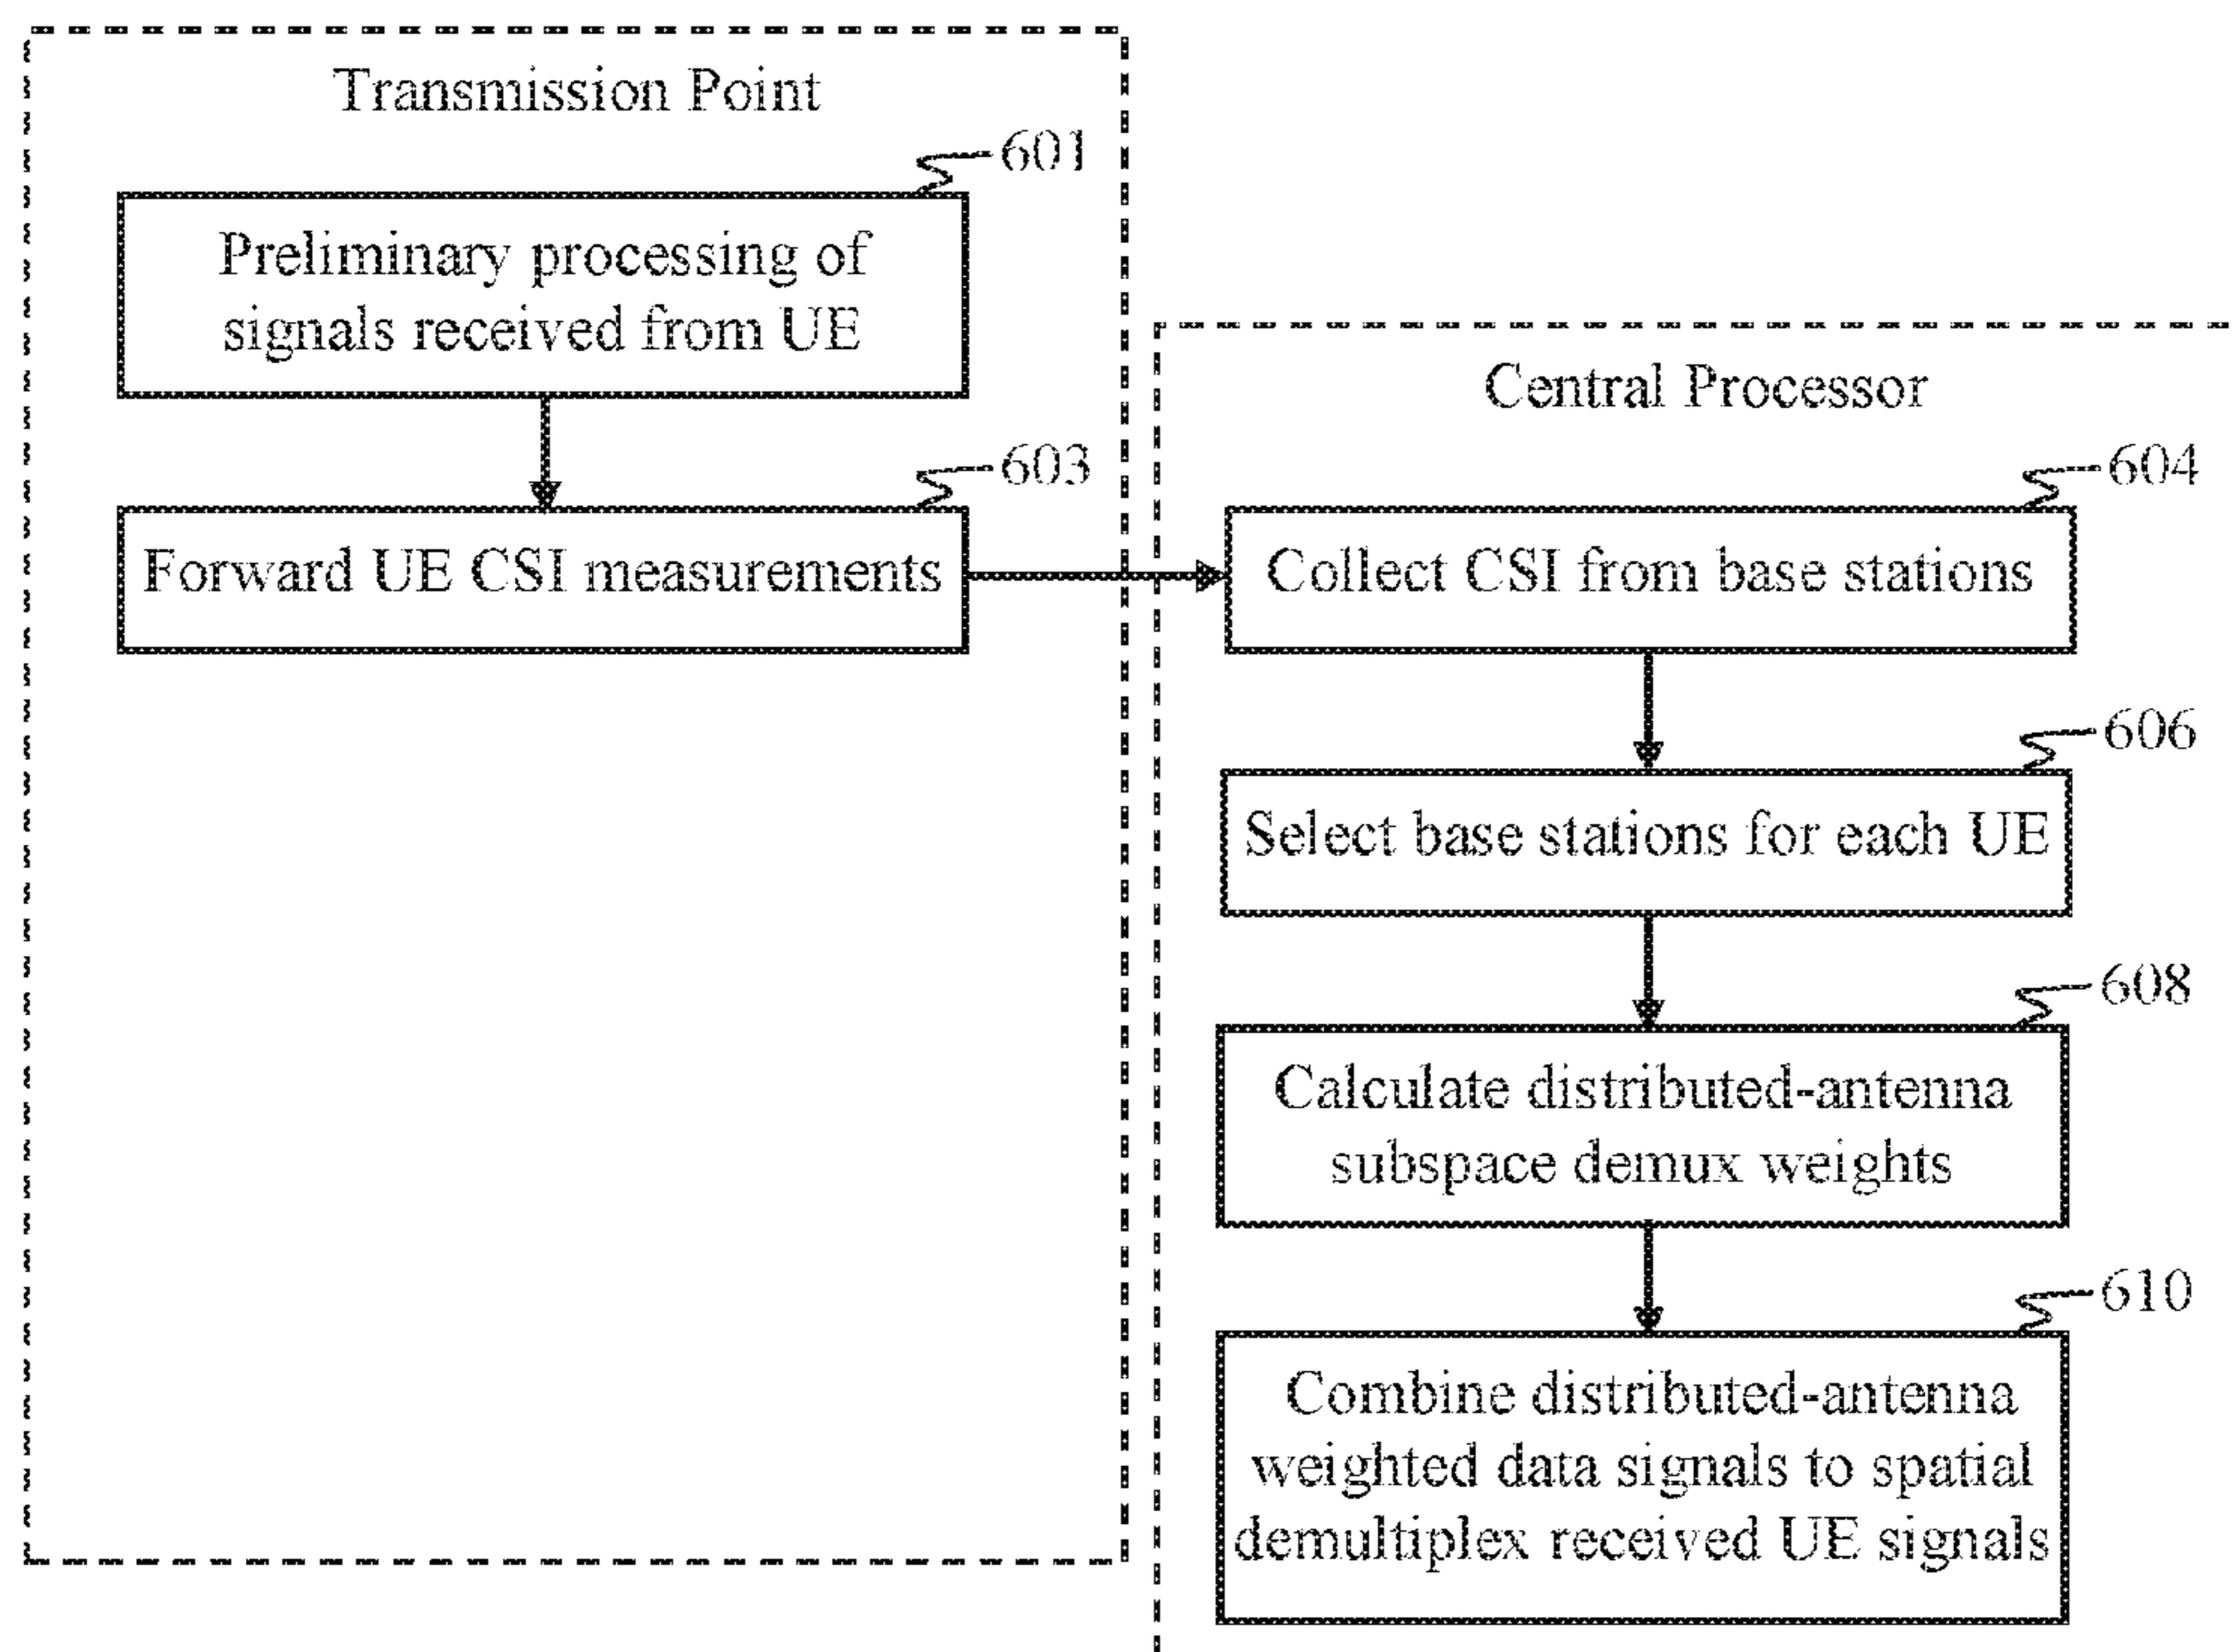 Transmission Point
601
Preliminary processing of
signals received from UE
603
Forward UE CSI measurements
Central Processor
604
Collect CSI from base stations
606
Select base stations for each UE
608
Calculate distributed-antenna
subspace demux weights
610
Combine distributed-antenna
weighted data signals to spatial
demultiplex received UE signals